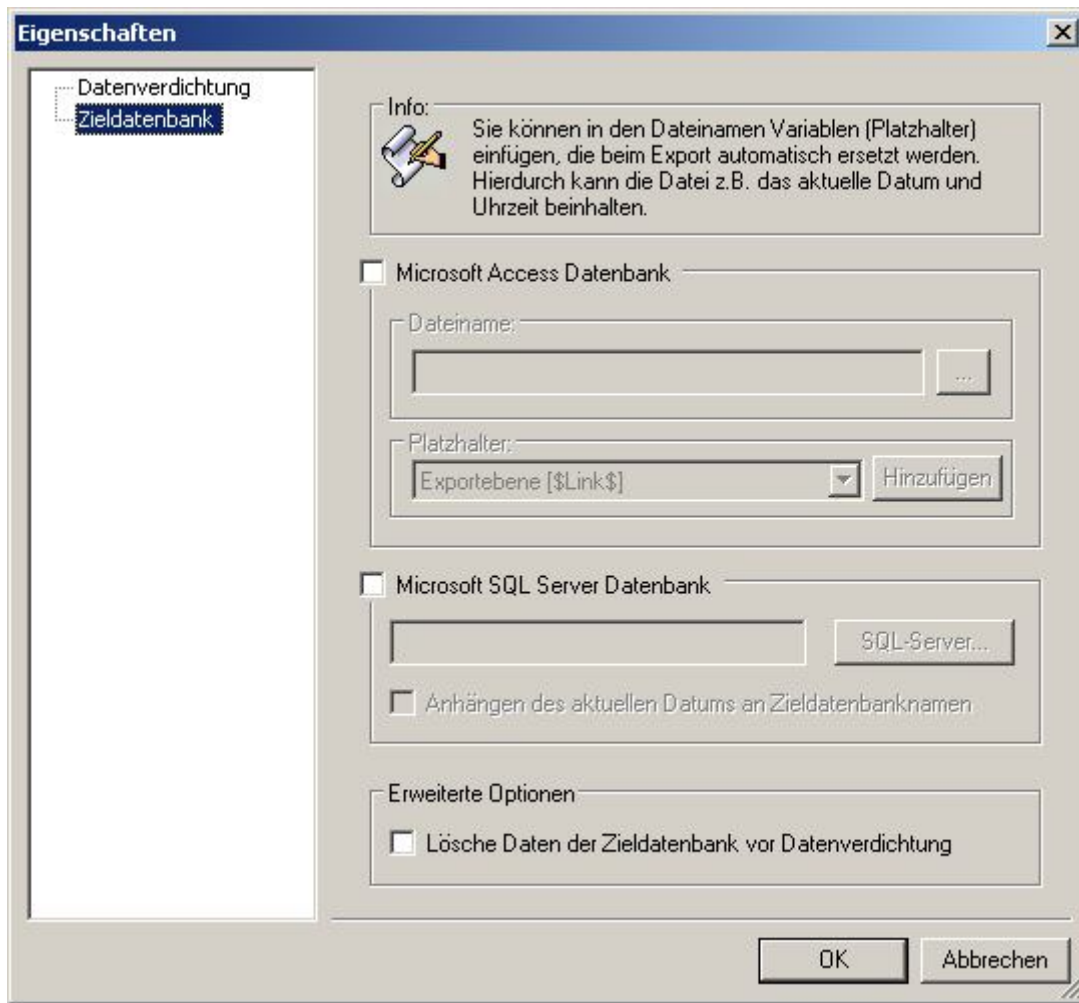 Eigenschaften
Datenverdichtung
Zieldatenbank
Info:
Sie können in den Dateinamen Variablen (Platzhalter)
einfügen, die beim Export automatisch ersetzt werden.
Hierdurch kann die Datei z.B. das aktuelle Datum und
Uhrzeit beinhalten.
Microsoft Access Datenbank
Dateiname:
...
Platzhalter:
Exportebene [$Link$]
Hinzufügen
Microsoft SQL Server Datenbank
SQL-Server...
Anhängen des aktuellen Datums an Zieldatenbanknamen
Erweiterte Optionen
Lösche Daten der Zieldatenbank vor Datenverdichtung
OK
Abbrechen